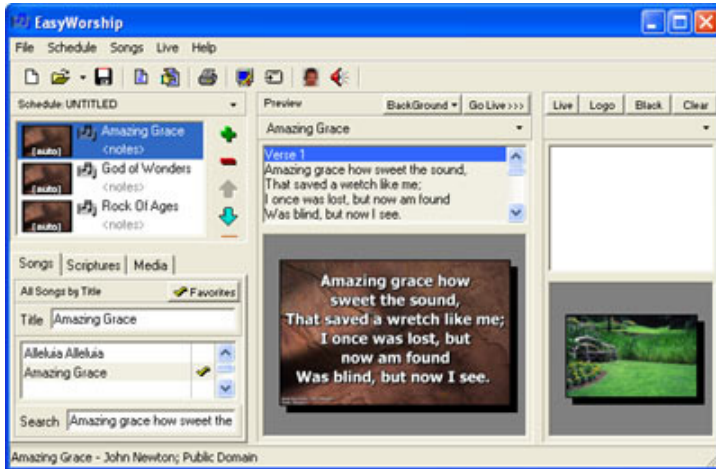 EasyWorship
File Schedule Songs Live Help
Schedule: UNTITLED
Amazing Grace
<notes>
[auto]
God of Wonders
<notes>
[auto]
Rock Of Ages
<notes>
[auto]
Songs Scriptures Media
All Songs by Title Favorites
Title Amazing Grace
Alleluia Alleluia
Amazing Grace
Search Amazing grace how sweet the
Preview BackGround Go Live >>>
Amazing Grace
Verse 1
Amazing grace how sweet the sound,
That saved a wretch like me;
I once was lost, but now am found
Was blind, but now I see.
Amazing grace how
sweet the sound,
That saved a wretch like me;
I once was lost, but
now am found
Was blind, but now I see.
Live Logo Black Clear
Amazing Grace - John Newton; Public Domain